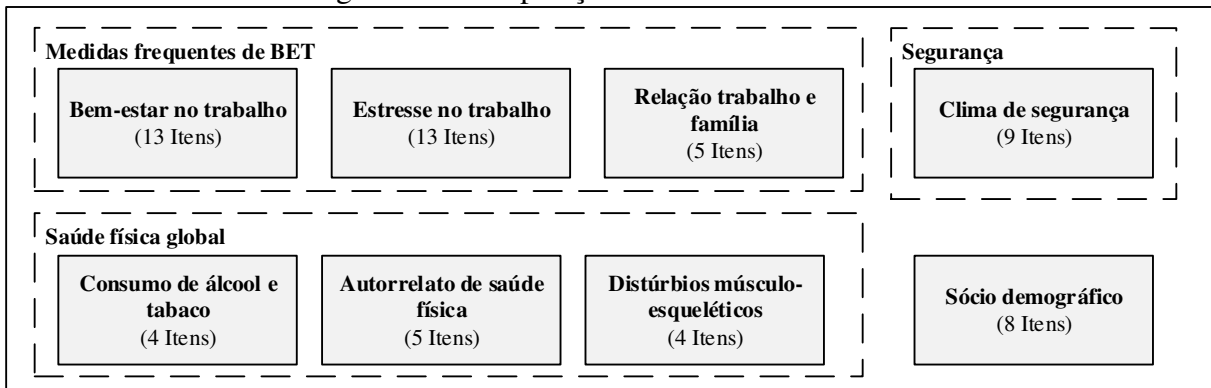 Medidas frequentes de BET
Bem-estar no trabalho
(13 Itens)
Estresse no trabalho
(13 Itens)
Relação trabalho e
família
(5 Itens)
Segurança
Clima de segurança
(9 Itens)
Saúde física global
Consumo de álcool e
tabaco
(4 Itens)
Autorrelato de saúde
física
(5 Itens)
Distúrbios músculo-
esqueléticos
(4 Itens)
Sócio demográfico
(8 Itens)